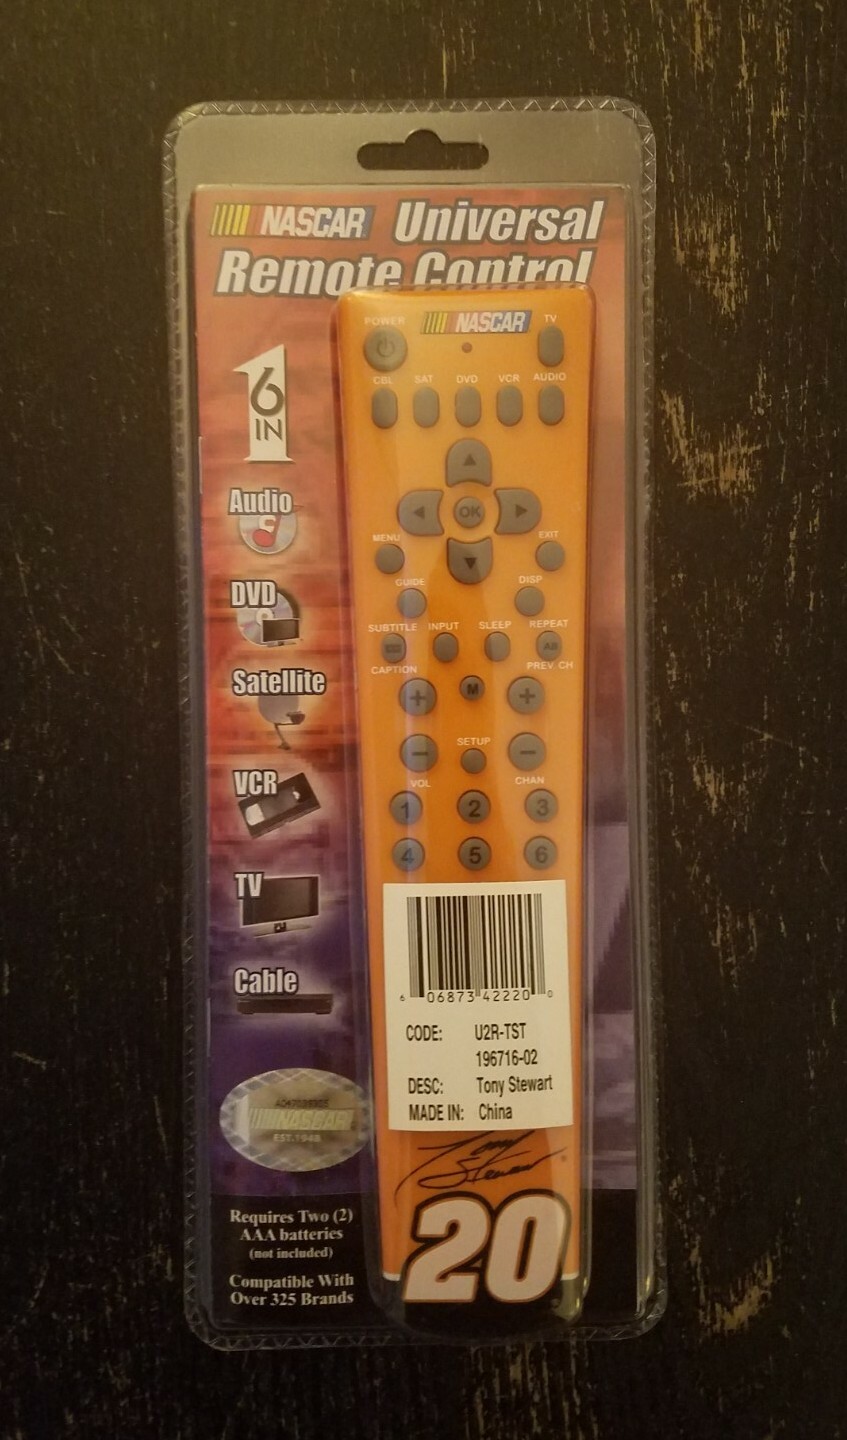 NASCAR Universal
Remote Control
6
IN
1
Audio
DVD
Satellite
VCR
TV
Cable
NASCAR
EST.1948
Requires Two (2)
AAA batteries
(not included)
Compatible With
Over 325 Brands
POWER NASCAR TV
CBL SAT DVD VCR AUDIO
OK
MENU EXIT
GUIDE DISP
SUBTITLE INPUT SLEEP REPEAT
AB
CAPTION PREV. CH
+ M +
− SETUP −
VOL CHAN
1 2 3
4 5 6
6 06873 42220 0
CODE: U2R-TST
196716-02
DESC: Tony Stewart
MADE IN: China
Tony
Stewart
20